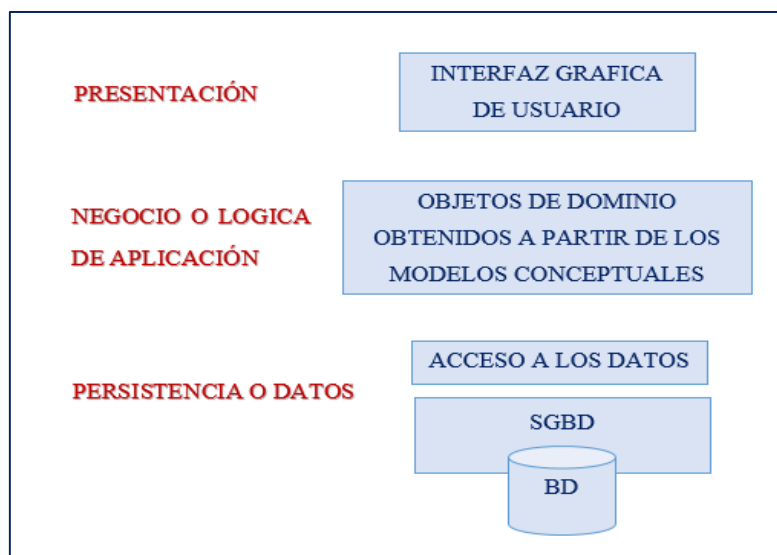 PRESENTACIÓN
INTERFAZ GRAFICA
DE USUARIO
NEGOCIO O LOGICA
DE APLICACIÓN
OBJETOS DE DOMINIO
OBTENIDOS A PARTIR DE LOS
MODELOS CONCEPTUALES
PERSISTENCIA O DATOS
ACCESO A LOS DATOS
SGBD
BD